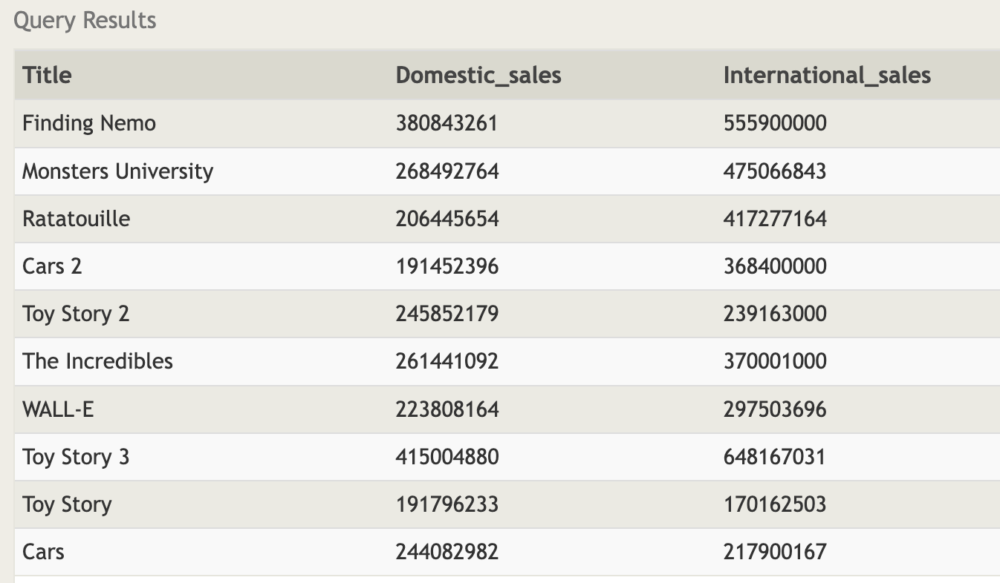 Query Results
Title Domestic_sales International_sales
Finding Nemo 380843261 555900000
Monsters University 268492764 475066843
Ratatouille 206445654 417277164
Cars 2 191452396 368400000
Toy Story 2 245852179 239163000
The Incredibles 261441092 370001000
WALL-E 223808164 297503696
Toy Story 3 415004880 648167031
Toy Story 191796233 170162503
Cars 244082982 217900167